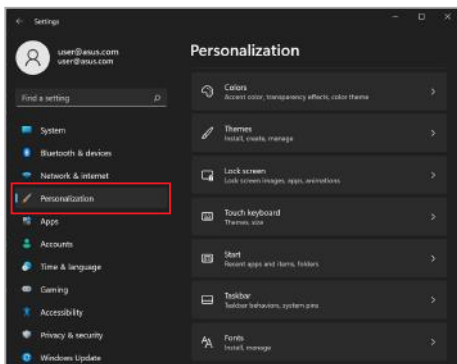 Settings
user@asus.com
user@asus.com
Find a setting
System
Bluetooth & devices
Network & internet
Personalization
Apps
Accounts
Time & language
Gaming
Accessibility
Privacy & security
Windows Update
Personalization
Colors
Accent color, transparency effects, color theme
Themes
Install, create, manage
Lock screen
Lock screen images, apps, animations
Touch keyboard
Themes, size
Start
Recent apps and items, folders
Taskbar
Taskbar behaviors, system pins
Fonts
Install, manage